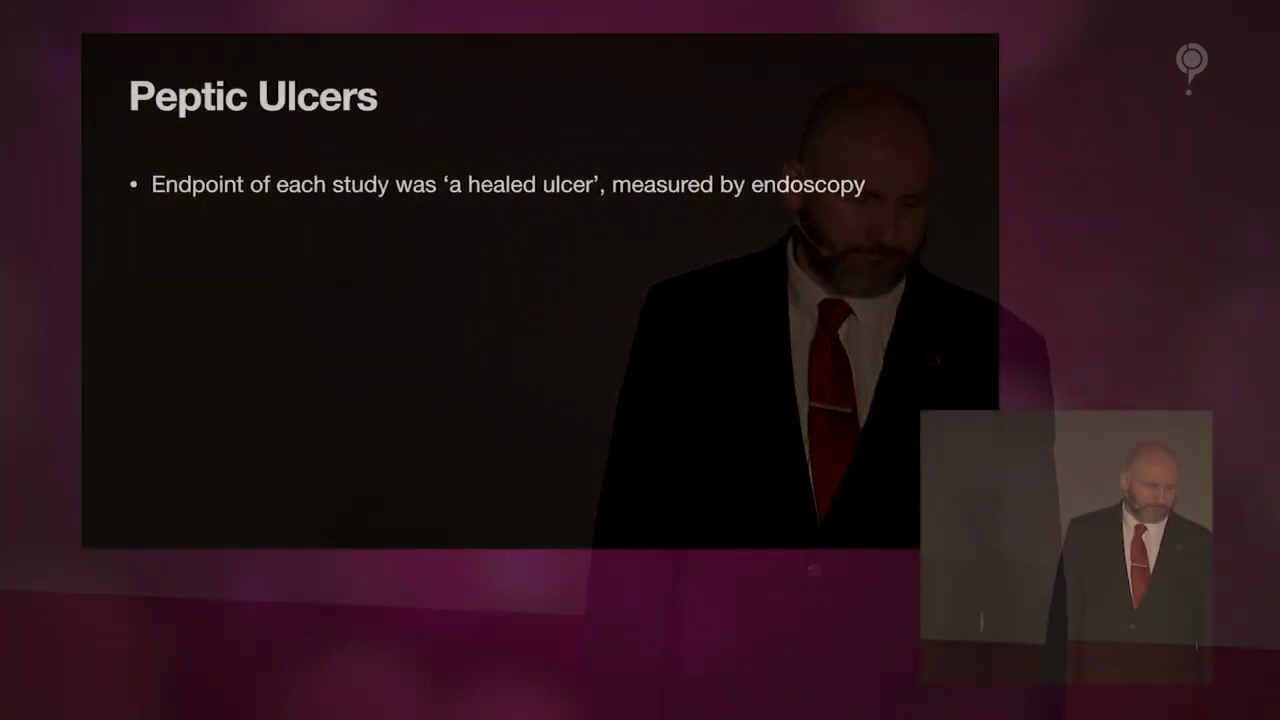 Peptic Ulcers
• Endpoint of each study was ‘a healed ulcer’, measured by endoscopy